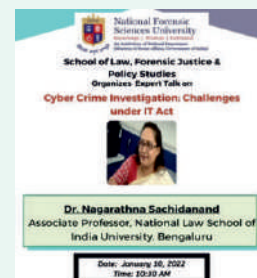 National Forensic
Sciences University
School of Law, Forensic Justice &
Policy Studies
Organizes Expert Talk on
Cyber Crime Investigation: Challenges
under IT Act
Dr. Nagarathna Sachidanand
Associate Professor, National Law School of
India University, Bengaluru
Date: January 10, 2022
Time: 10:30 AM